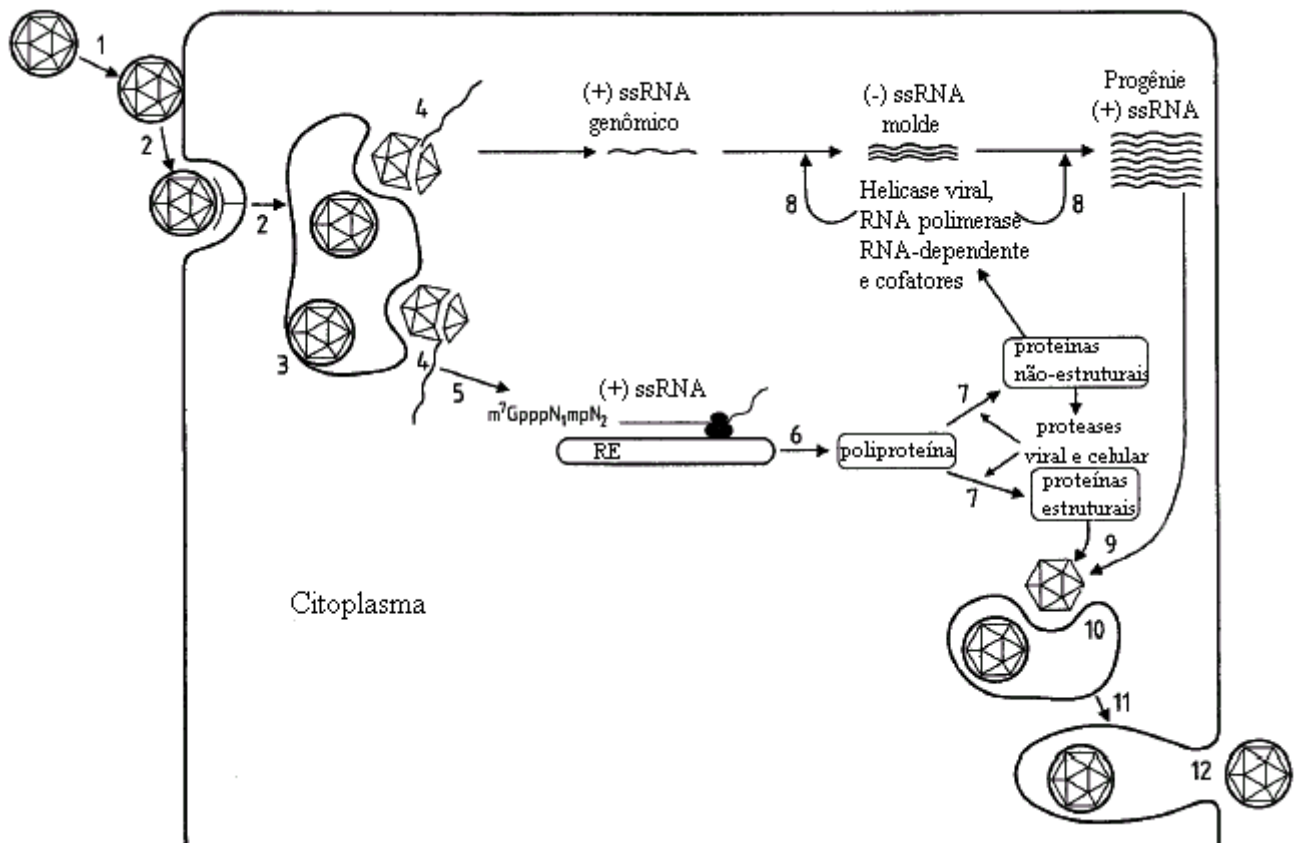 1
2
2
3
4
(+) ssRNA
genômico
(-) ssRNA
molde
Progênie
(+) ssRNA
8
Helicase viral,
RNA polimerase
RNA-dependente
e cofatores
8
4
5
(+) ssRNA
m⁷GpppN₁mpN₂
RE
6
poliproteína
7
7
proteínas
não-estruturais
proteases
viral e celular
proteínas
estruturais
9
10
11
12
Citoplasma